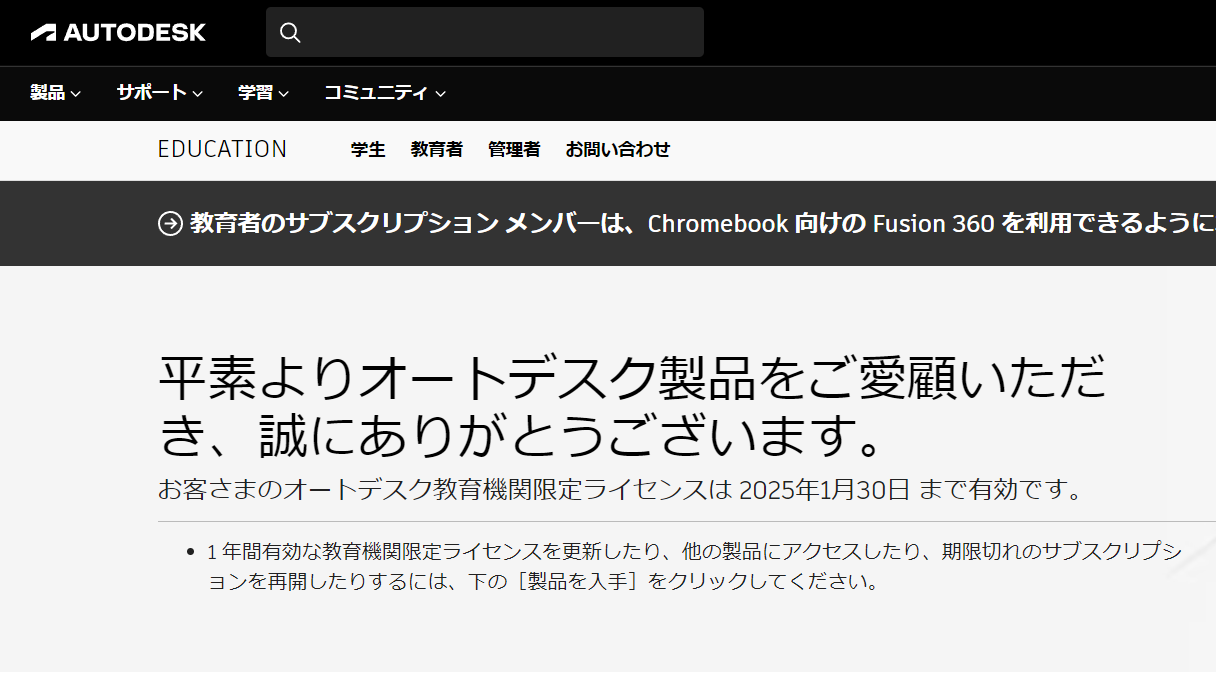 AUTODESK
製品 サポート 学習 コミュニティ
EDUCATION 学生 教育者 管理者 お問い合わせ
教育者のサブスクリプション メンバーは、Chromebook 向けの Fusion 360 を利用できるように
平素よりオートデスク製品をご愛顧いただ
き、誠にありがとうございます。
お客さまのオートデスク教育機関限定ライセンスは 2025年1月30日 まで有効です。
• 1 年間有効な教育機関限定ライセンスを更新したり、他の製品にアクセスしたり、期限切れのサブスクリプシ
ョンを再開したりするには、下の［製品を入手］をクリックしてください。